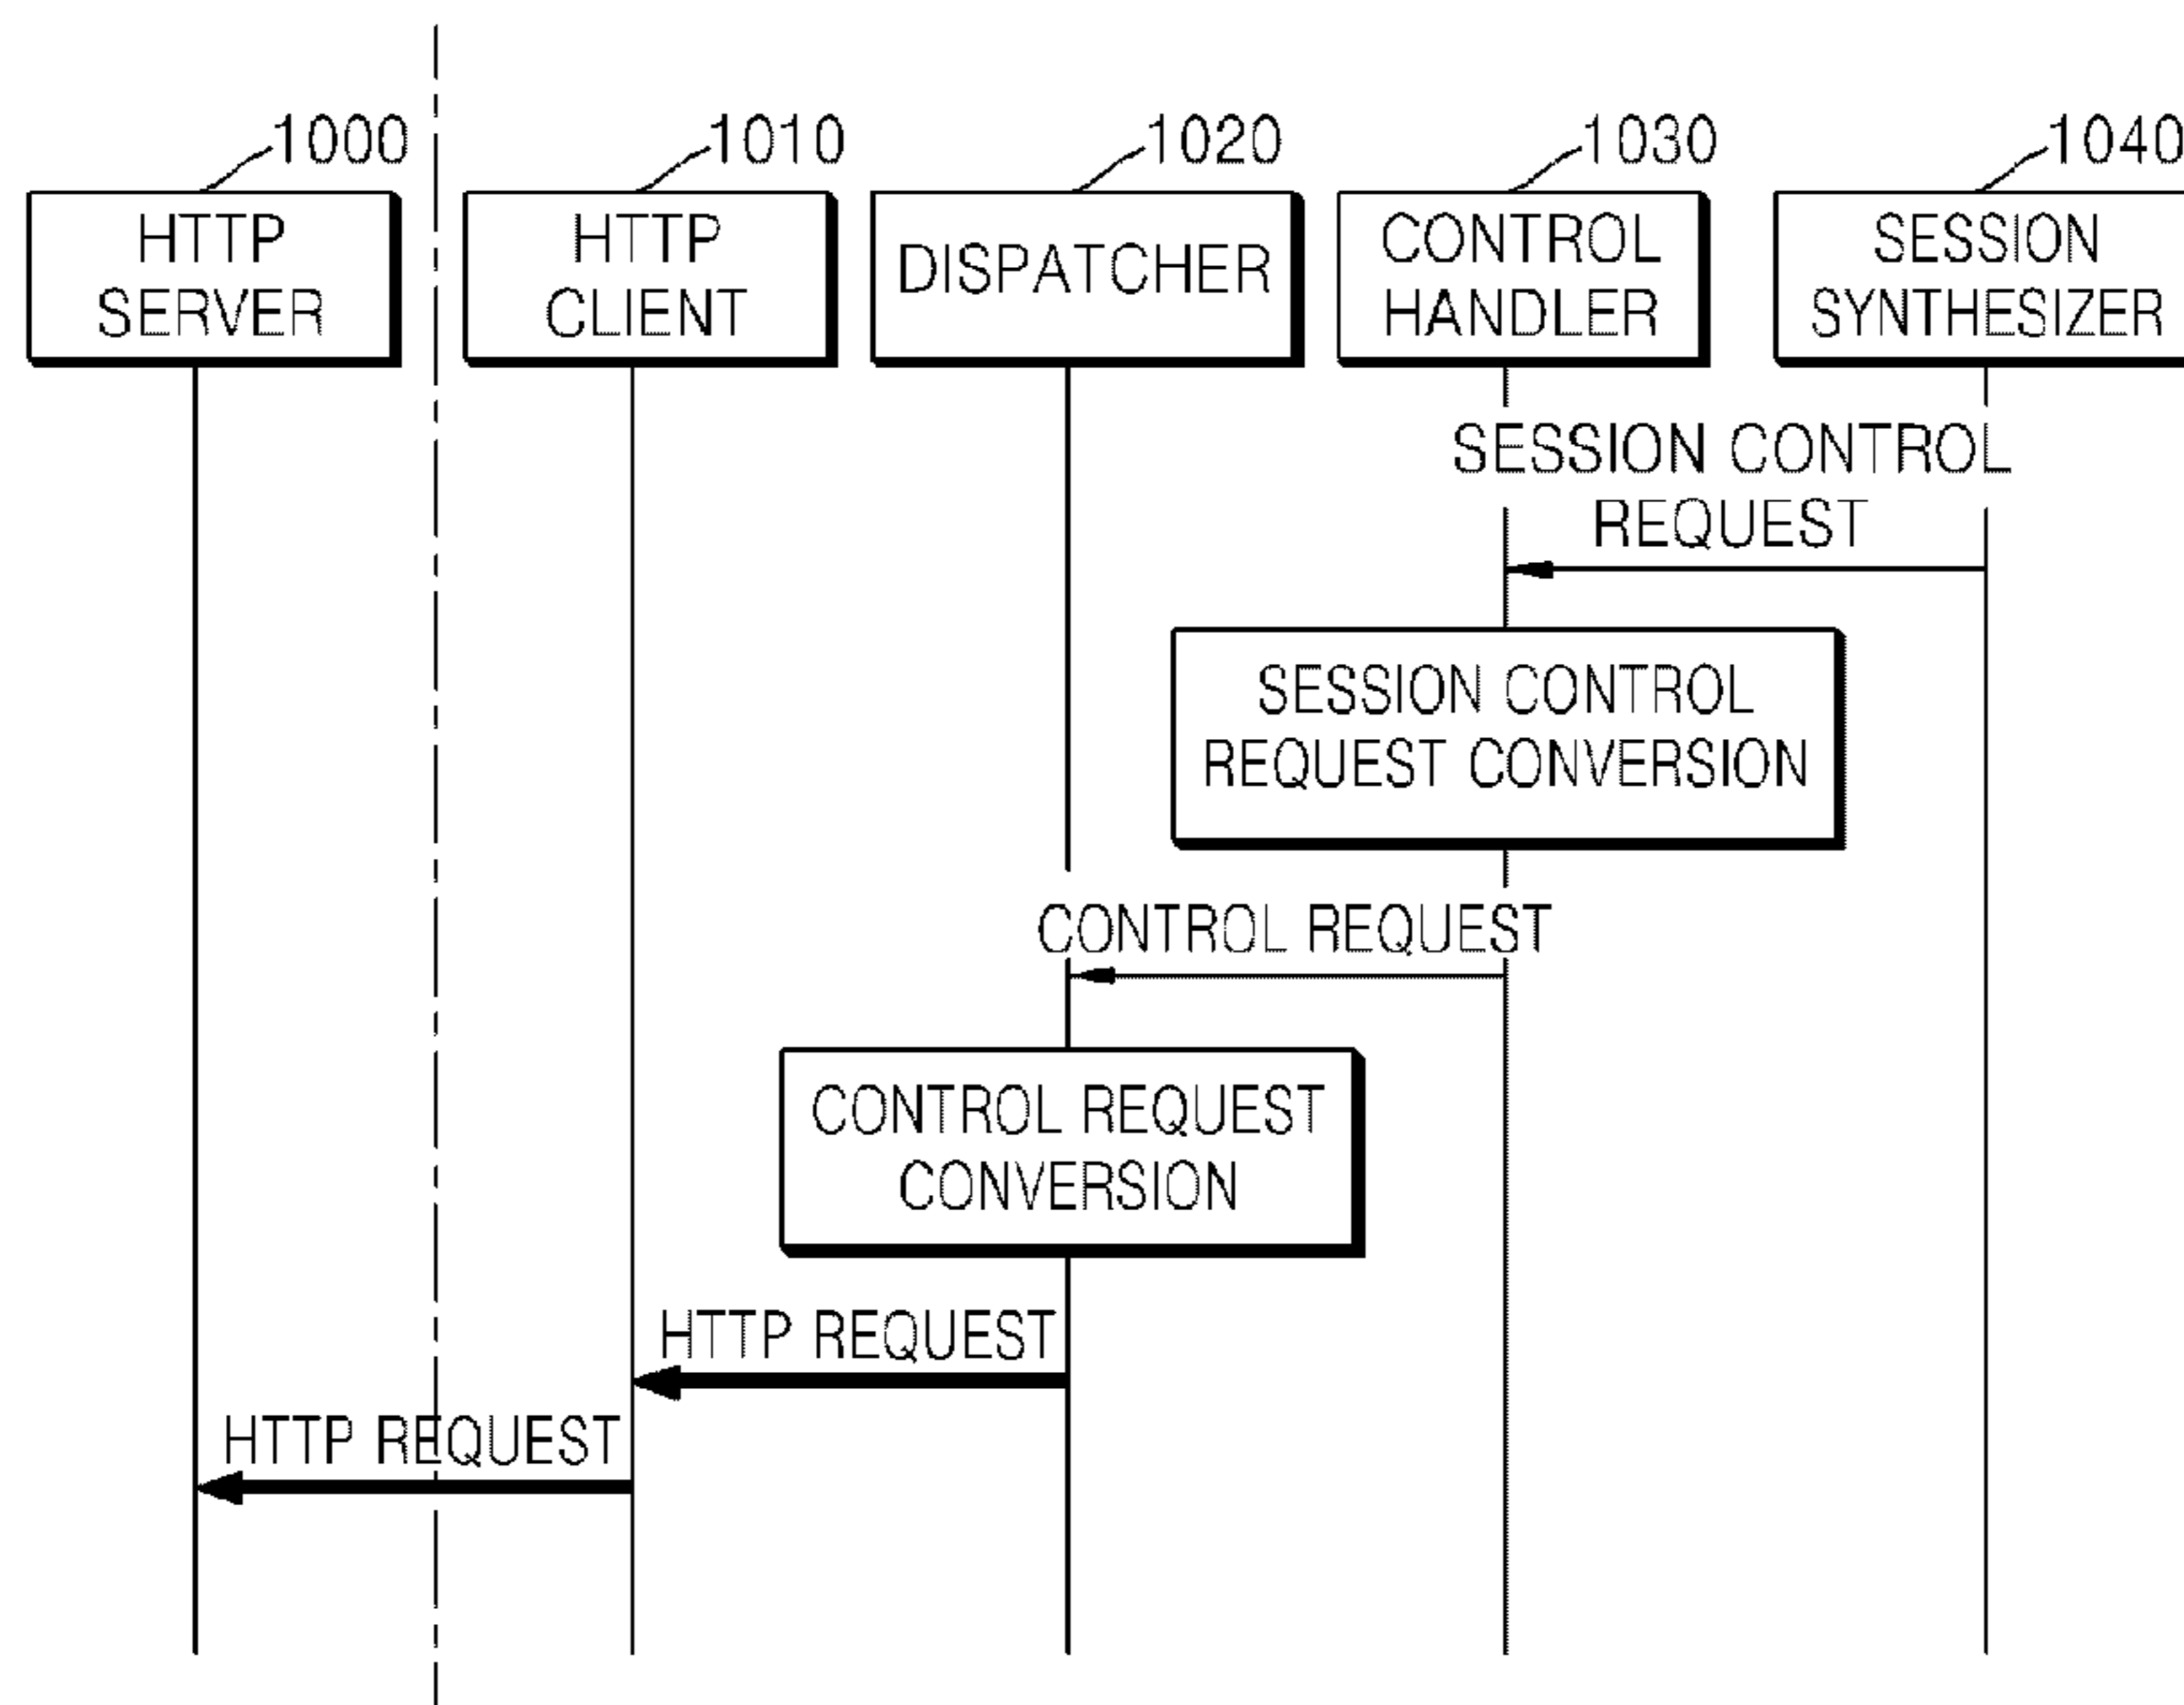 1000
1010
1020
1030
1040
HTTP
SERVER
HTTP
CLIENT
DISPATCHER
CONTROL
HANDLER
SESSION
SYNTHESIZER
SESSION CONTROL
REQUEST
SESSION CONTROL
REQUEST CONVERSION
CONTROL REQUEST
CONTROL REQUEST
CONVERSION
HTTP REQUEST
HTTP REQUEST